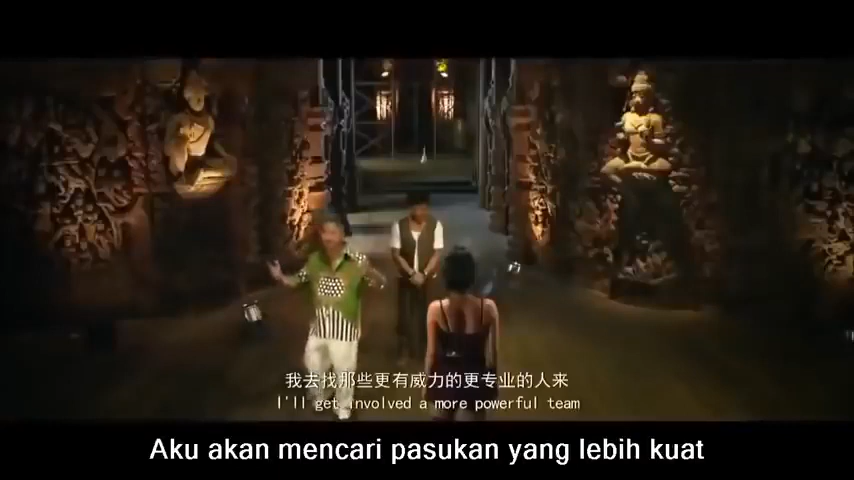 我去找那些更有威力的更专业的人来
I'll get involved a more powerful team
Aku akan mencari pasukan yang lebih kuat